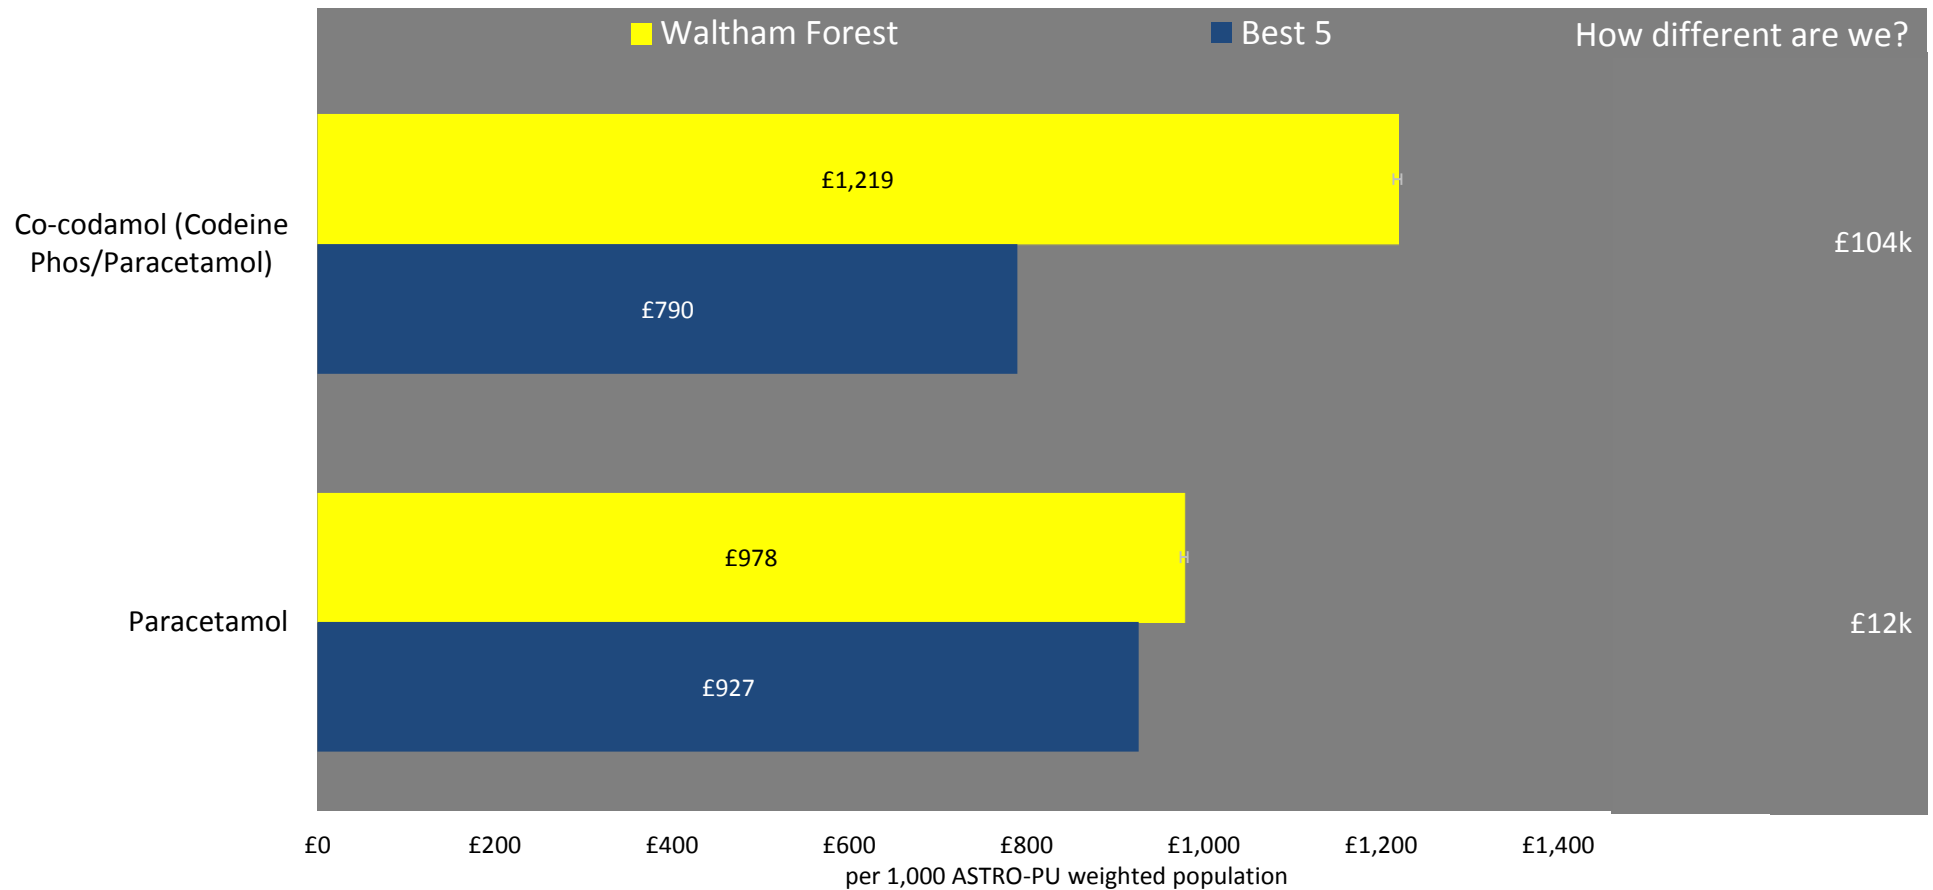 Waltham Forest
Best 5
How different are we?
Co-codamol (Codeine
Phos/Paracetamol)
£1,219
£790
£104k
Paracetamol
£978
£927
£12k
£0 £200 £400 £600 £800 £1,000 £1,200 £1,400
per 1,000 ASTRO-PU weighted population